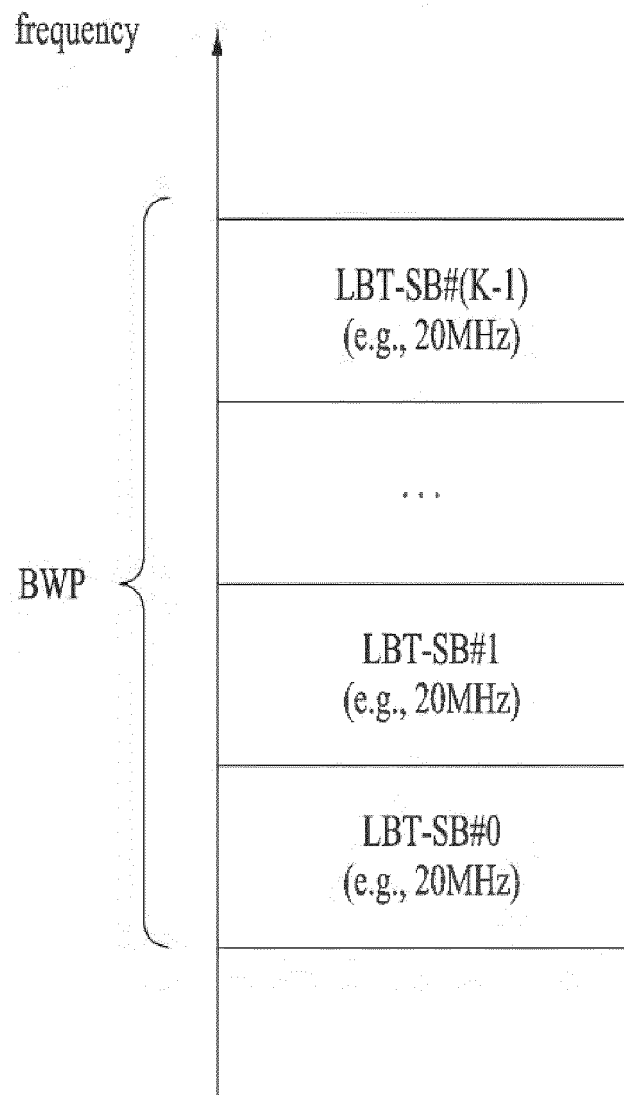 frequency
LBT-SB#(K-1)
(e.g., 20MHz)
...
BWP
LBT-SB#1
(e.g., 20MHz)
LBT-SB#0
(e.g., 20MHz)